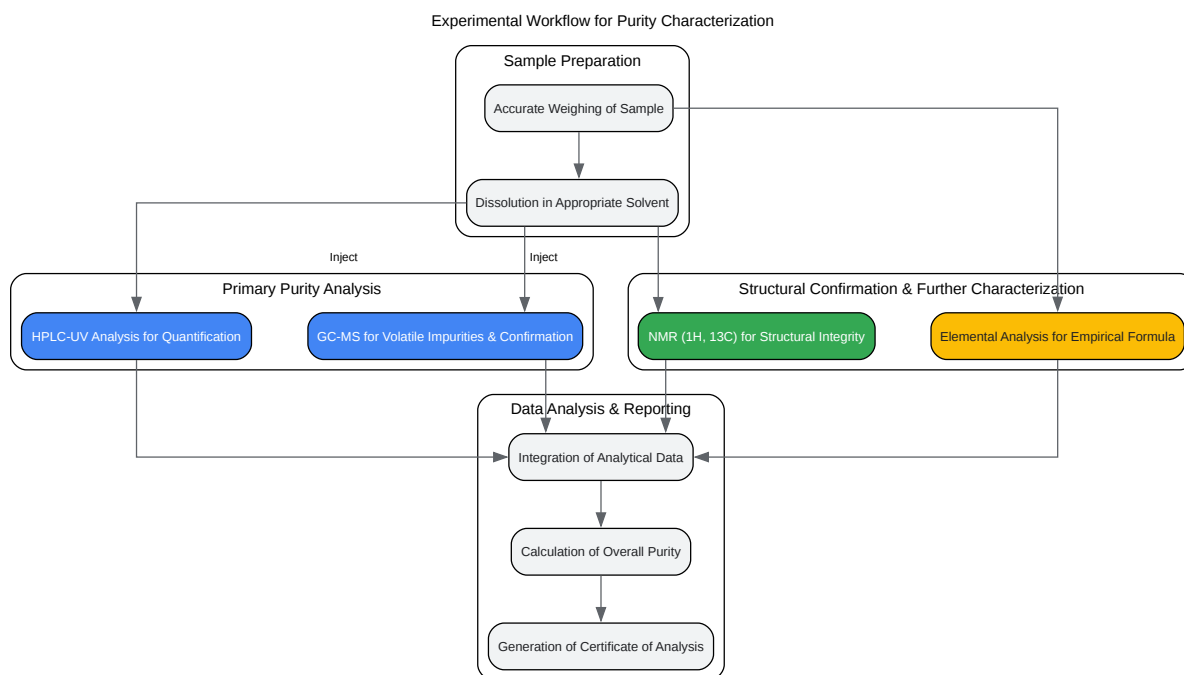 Experimental Workflow for Purity Characterization
Sample Preparation
Accurate Weighing of Sample
Dissolution in Appropriate Solvent
Inject
Inject
Primary Purity Analysis
Structural Confirmation & Further Characterization
HPLC-UV Analysis for Quantification
GC-MS for Volatile Impurities & Confirmation
NMR (1H, 13C) for Structural Integrity
Elemental Analysis for Empirical Formula
Data Analysis & Reporting
Integration of Analytical Data
Calculation of Overall Purity
Generation of Certificate of Analysis